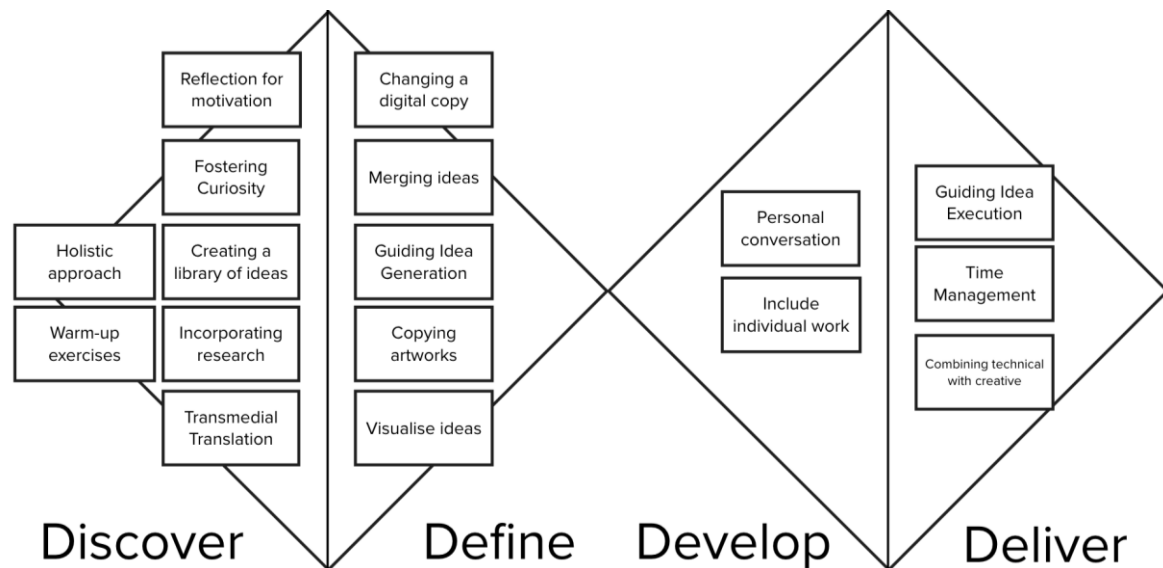 Reflection for
motivation
Fostering
Curiosity
Holistic
approach
Creating a
library of ideas
Warm-up
exercises
Incorporating
research
Transmedial
Translation
Changing a
digital copy
Merging ideas
Guiding Idea
Generation
Copying
artworks
Visualise ideas
Personal
conversation
Include
individual work
Guiding Idea
Execution
Time
Management
Combining technical
with creative
Discover
Define
Develop
Deliver